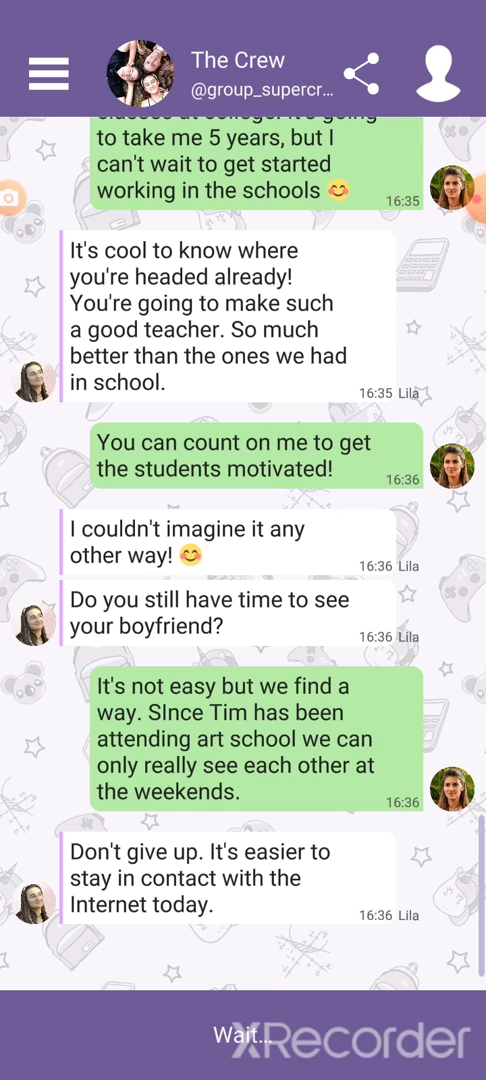 The Crew
@group_supercr...
classes at college. It's going
to take me 5 years, but I
can't wait to get started
working in the schools 😊
16:35
It's cool to know where
you're headed already!
You're going to make such
a good teacher. So much
better than the ones we had
in school.
16:35 Lila
You can count on me to get
the students motivated!
16:36
I couldn't imagine it any
other way! 😊
16:36 Lila
Do you still have time to see
your boyfriend?
16:36 Lila
It's not easy but we find a
way. SInce Tim has been
attending art school we can
only really see each other at
the weekends.
16:36
Don't give up. It's easier to
stay in contact with the
Internet today.
16:36 Lila
Wait...
XRecorder